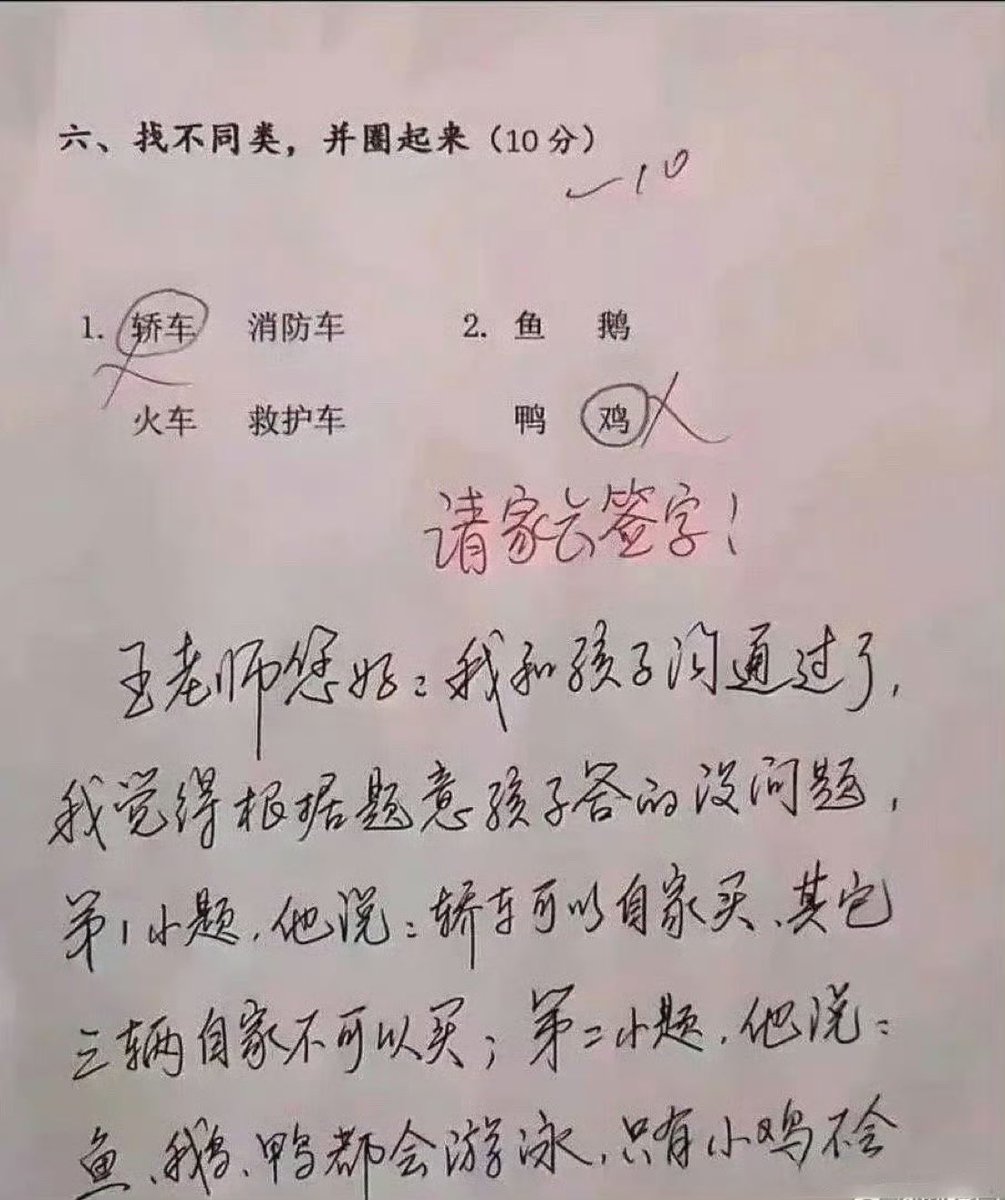 六、找不同类，并圈起来（10分）
-10
1. 轿车 消防车 2. 鱼 鹅
火车 救护车 鸭 鸡
请家长签字！
王老师您好：我和孩子沟通过了，
我觉得根据题意孩子答的没问题，
第1小题，他说：轿车可以自家买、其它
三辆自家不可以买；第二小题，他说：
鱼、鹅、鸭都会游泳，只有小鸡不会